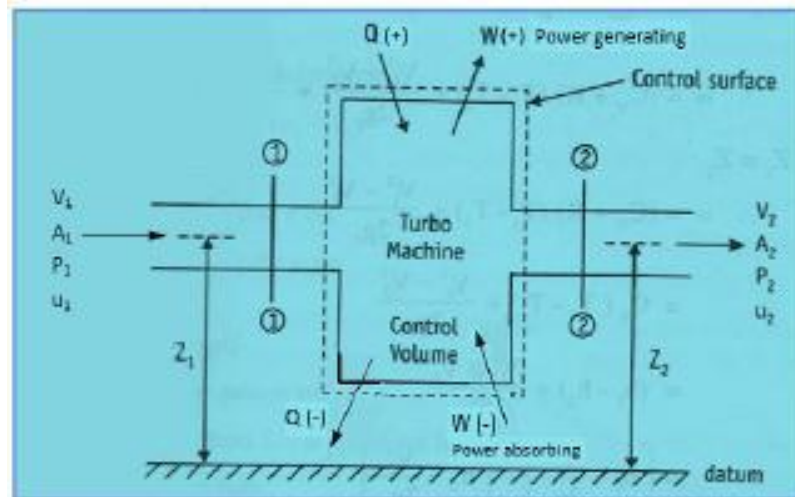 Q (+)
W(+) Power generating
Control surface
①
②
V₁
A₁
P₁
u₁
Turbo
Machine
V₂
A₂
P₂
u₂
①
②
Control
Volume
Z₁
Z₂
Q (-)
W (-)
Power absorbing
datum